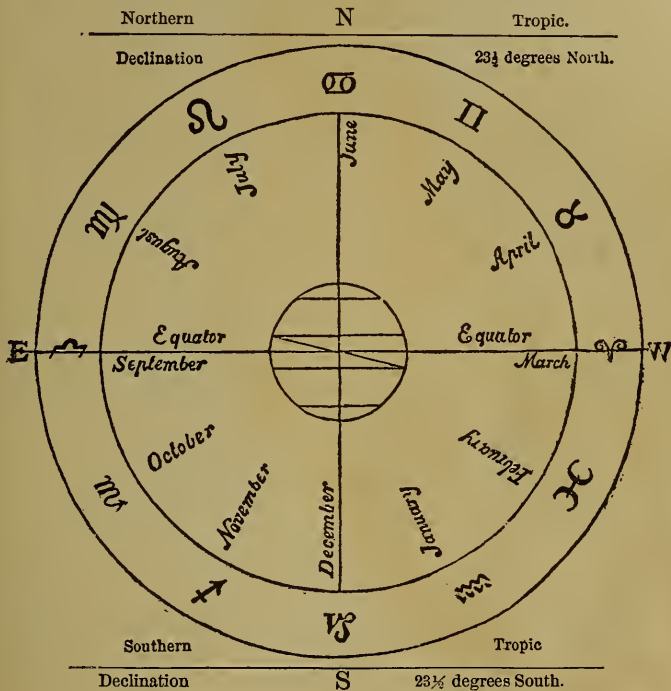 Northern N Tropic.
Declination 23½ degrees North.
♋
♌ ♊
June
July May
♍ ♉
August April
Equator Equator
E ♎ ♈ W
September March
October February
♏ ♓
November January
December
♐ ♒
♑
Southern Tropic
Declination S 23½ degrees South.